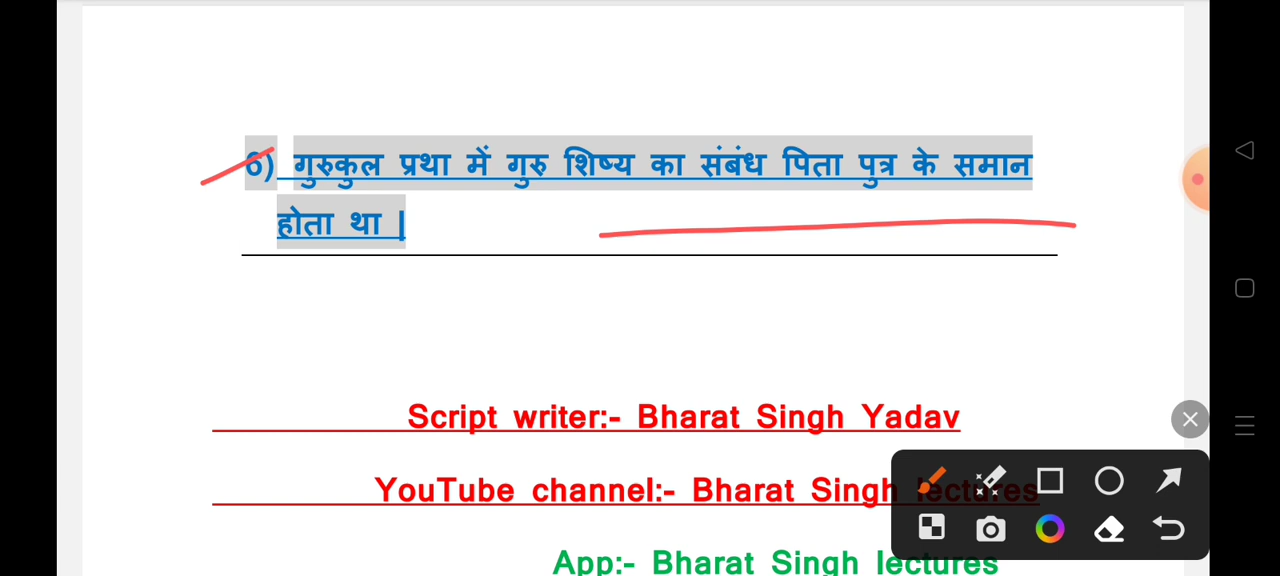 6) गुरुकुल प्रथा में गुरु शिष्य का संबंध पिता पुत्र के समान
होता था |
Script writer:- Bharat Singh Yadav
YouTube channel:- Bharat Singh lectures
App:- Bharat Singh lectures